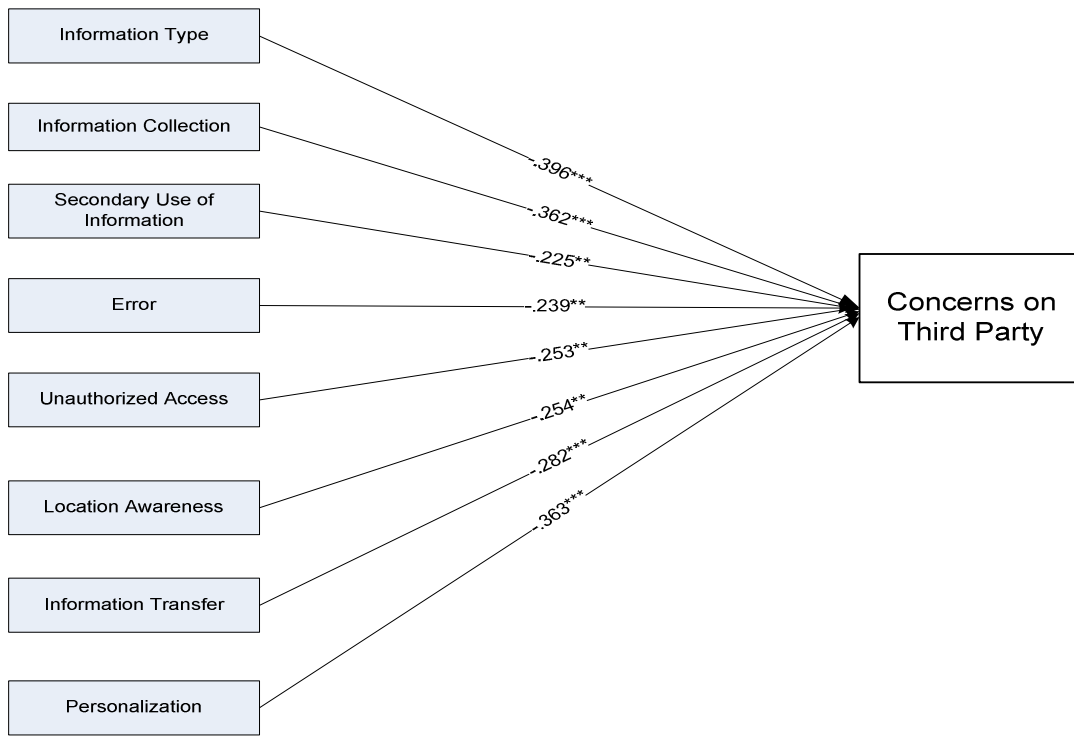 Information Type
Information Collection
Secondary Use of
Information
Error
Unauthorized Access
Location Awareness
Information Transfer
Personalization
-.396***
-.362***
-.225**
-.239**
-.253**
-.254**
-.282***
-.363***
Concerns on
Third Party